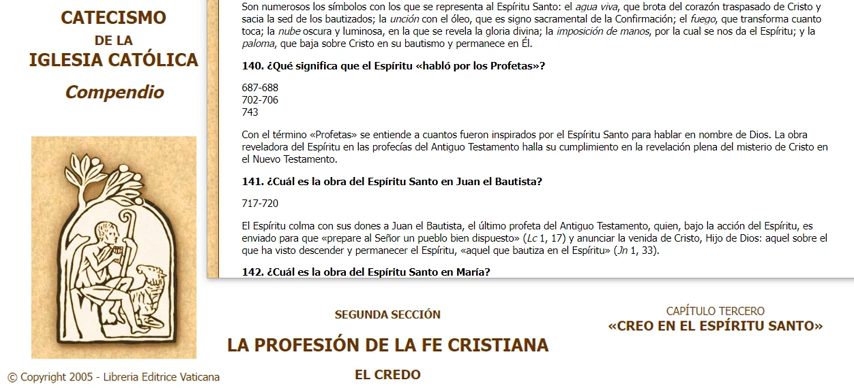 CATECISMO
DE LA
IGLESIA CATÓLICA
Compendio
Son numerosos los símbolos con los que se representa al Espíritu Santo: el agua viva, que brota del corazón traspasado de Cristo y
sacia la sed de los bautizados; la unción con el óleo, que es signo sacramental de la Confirmación; el fuego, que transforma cuanto
toca; la nube oscura y luminosa, en la que se revela la gloria divina; la imposición de manos, por la cual se nos da el Espíritu; y la
paloma, que baja sobre Cristo en su bautismo y permanece en Él.
140. ¿Qué significa que el Espíritu «habló por los Profetas»?
687-688
702-706
743
Con el término «Profetas» se entiende a cuantos fueron inspirados por el Espíritu Santo para hablar en nombre de Dios. La obra
reveladora del Espíritu en las profecías del Antiguo Testamento halla su cumplimiento en la revelación plena del misterio de Cristo en
el Nuevo Testamento.
141. ¿Cuál es la obra del Espíritu Santo en Juan el Bautista?
717-720
El Espíritu colma con sus dones a Juan el Bautista, el último profeta del Antiguo Testamento, quien, bajo la acción del Espíritu, es
enviado para que «prepare al Señor un pueblo bien dispuesto» (Lc 1, 17) y anunciar la venida de Cristo, Hijo de Dios: aquel sobre el
que ha visto descender y permanecer el Espíritu, «aquel que bautiza en el Espíritu» (Jn 1, 33).
142. ¿Cuál es la obra del Espíritu Santo en María?
SEGUNDA SECCIÓN
LA PROFESIÓN DE LA FE CRISTIANA
EL CREDO
CAPÍTULO TERCERO
«CREO EN EL ESPÍRITU SANTO»
© Copyright 2005 - Libreria Editrice Vaticana